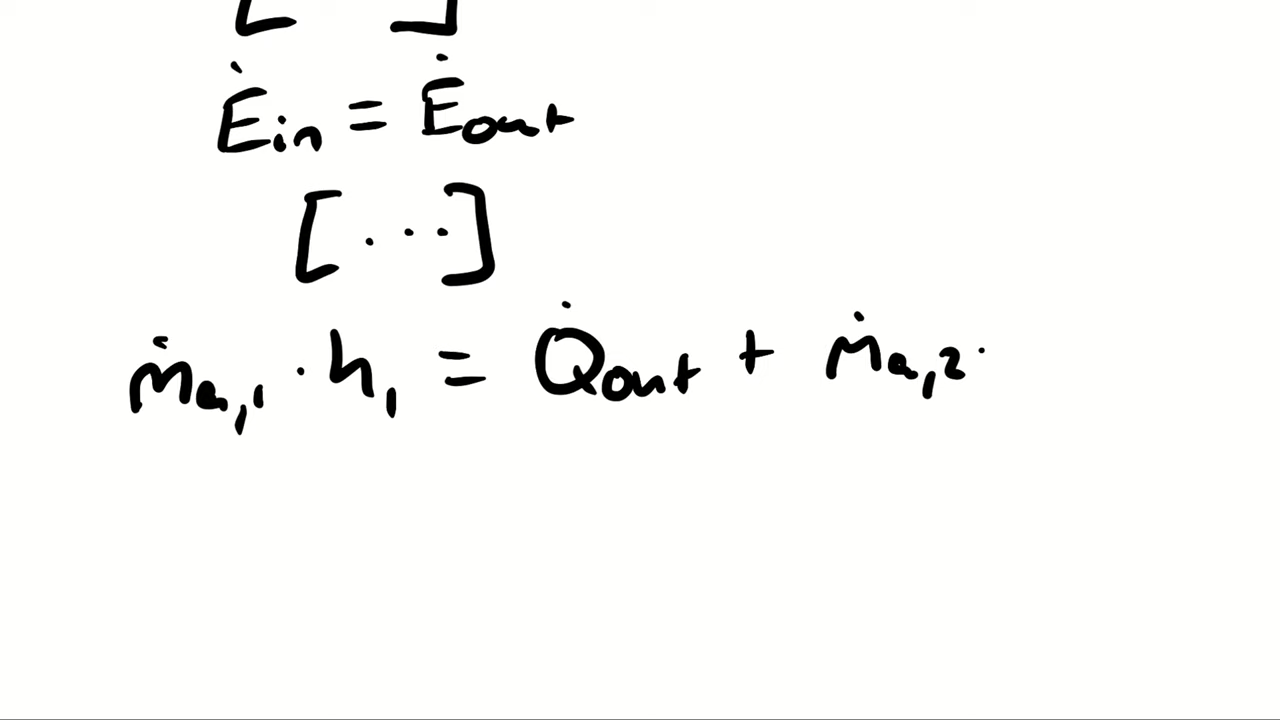 [ ]
Ėin = Ėout
[...]
ṁa,1 · h1 = Q̇out + ṁa,2 ·